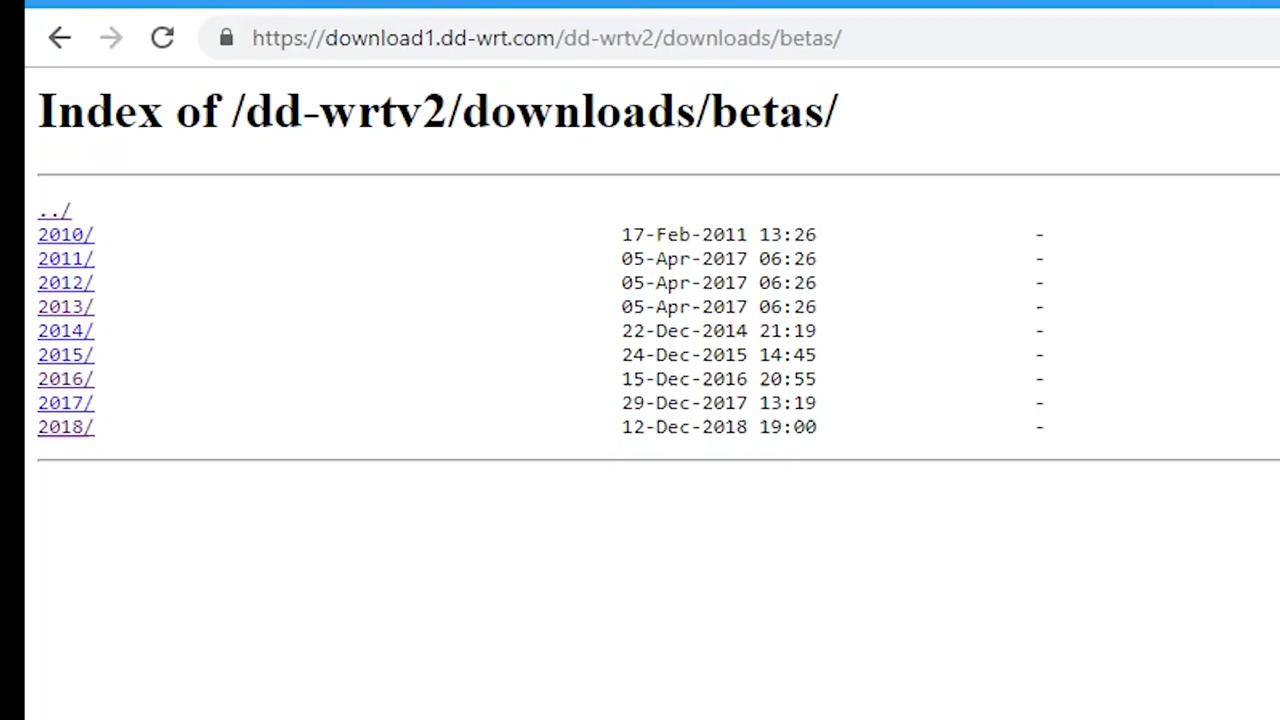 https://download1.dd-wrt.com/dd-wrtv2/downloads/betas/
Index of /dd-wrtv2/downloads/betas/
../
2010/ 17-Feb-2011 13:26 -
2011/ 05-Apr-2017 06:26 -
2012/ 05-Apr-2017 06:26 -
2013/ 05-Apr-2017 06:26 -
2014/ 22-Dec-2014 21:19 -
2015/ 24-Dec-2015 14:45 -
2016/ 15-Dec-2016 20:55 -
2017/ 29-Dec-2017 13:19 -
2018/ 12-Dec-2018 19:00 -